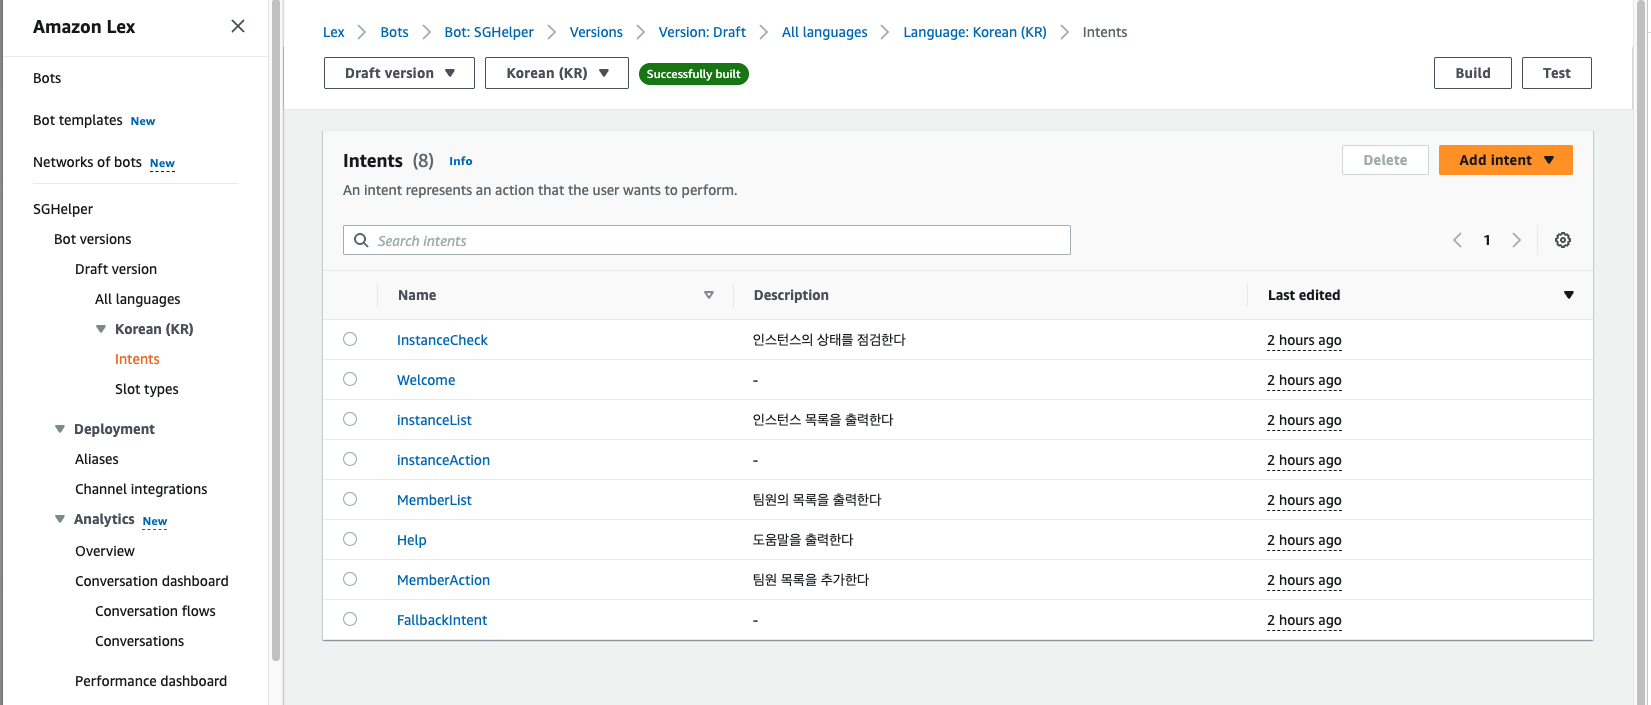 Amazon Lex
Bots
Bot templates New
Networks of bots New
SGHelper
Bot versions
Draft version
All languages
Korean (KR)
Intents
Slot types
Deployment
Aliases
Channel integrations
Analytics New
Overview
Conversation dashboard
Conversation flows
Conversations
Performance dashboard
Lex Bots Bot: SGHelper Versions Version: Draft All languages Language: Korean (KR) Intents
Draft version Korean (KR) Successfully built Build Test
Intents (8) Info Delete Add intent
An intent represents an action that the user wants to perform.
Search intents 1
Name Description Last edited
InstanceCheck 인스턴스의 상태를 점검한다 2 hours ago
Welcome - 2 hours ago
instanceList 인스턴스 목록을 출력한다 2 hours ago
instanceAction - 2 hours ago
MemberList 팀원의 목록을 출력한다 2 hours ago
Help 도움말을 출력한다 2 hours ago
MemberAction 팀원 목록을 추가한다 2 hours ago
FallbackIntent - 2 hours ago